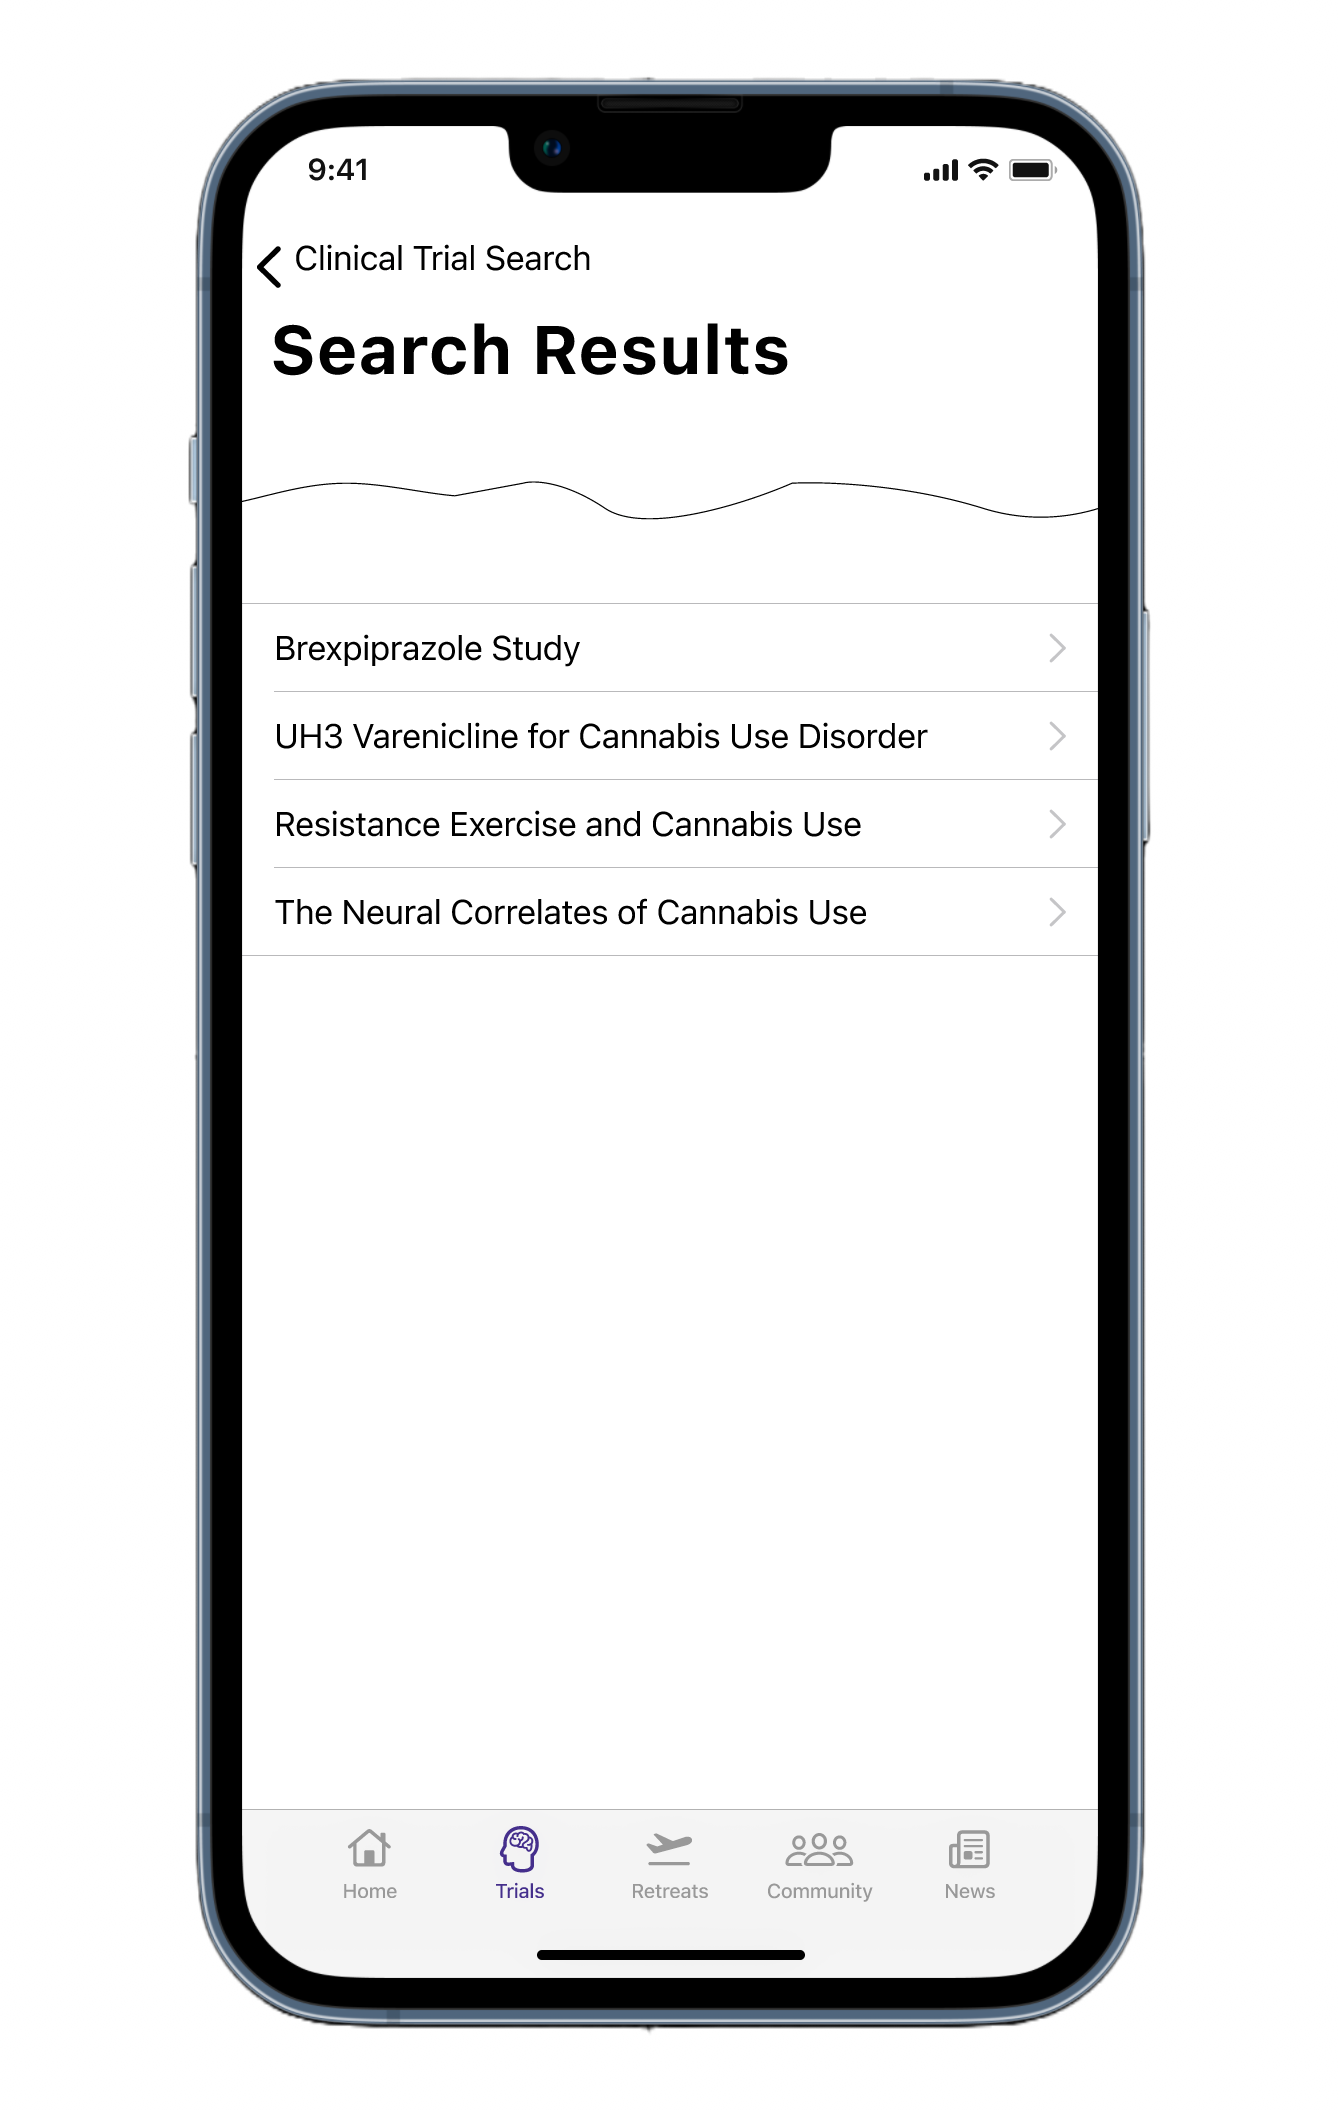 9:41
Clinical Trial Search
Search Results
Brexpiprazole Study
UH3 Varenicline for Cannabis Use Disorder
Resistance Exercise and Cannabis Use
The Neural Correlates of Cannabis Use
Home Trials Retreats Community News